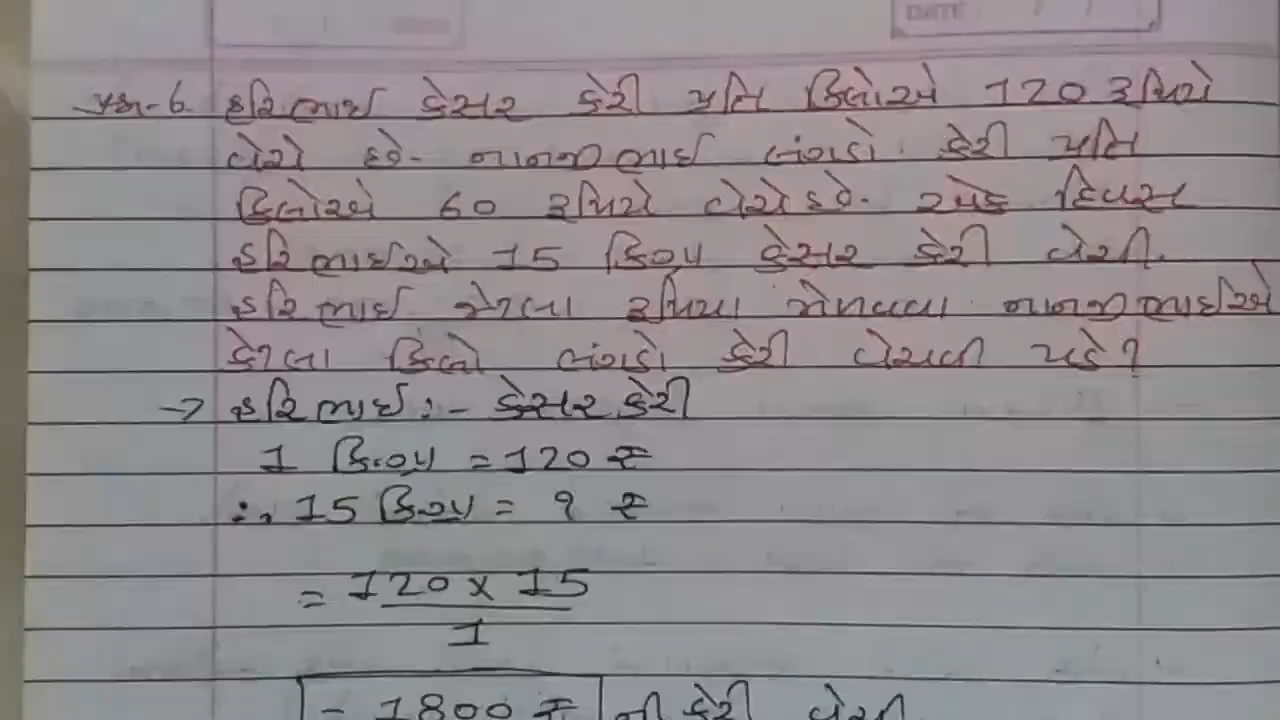 DATE
પ્રશ્ન-6. હરિભાઈ કેસર કેરી પ્રતિ કિલોએ 120 રૂપિયે
વેચે છે. નાનજીભાઈ લંગડો કેરી પ્રતિ
કિલોએ 60 રૂપિયે વેચે છે. એક દિવસ
હરિભાઈએ 15 કિગ્રા કેસર કેરી વેચી.
હરિભાઈ જેટલા રૂપિયા મેળવવા નાનજીભાઈએ
કેટલા કિલો લંગડો કેરી વેચવી પડે?
→ હરિભાઈ :- કેસર કેરી
1 કિ.ગ્રા = 120 ₹
∴ 15 કિગ્રા = ? ₹
= 120 x 15
1
= 1800 ₹ ની કેરી વેચી